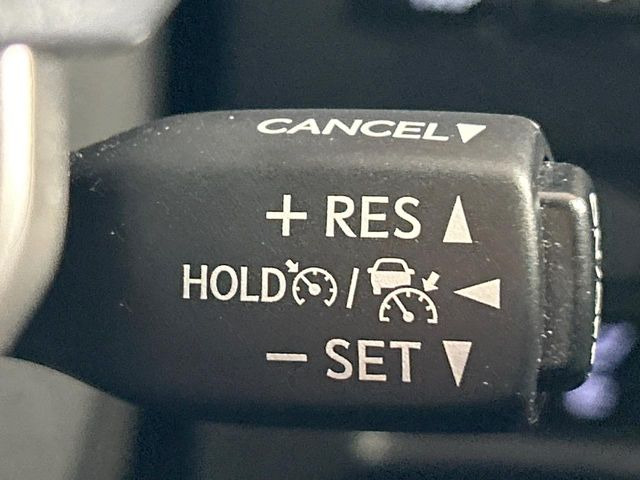 CANCEL▼
+ RES ▲
HOLD / ◀
− SET ▼